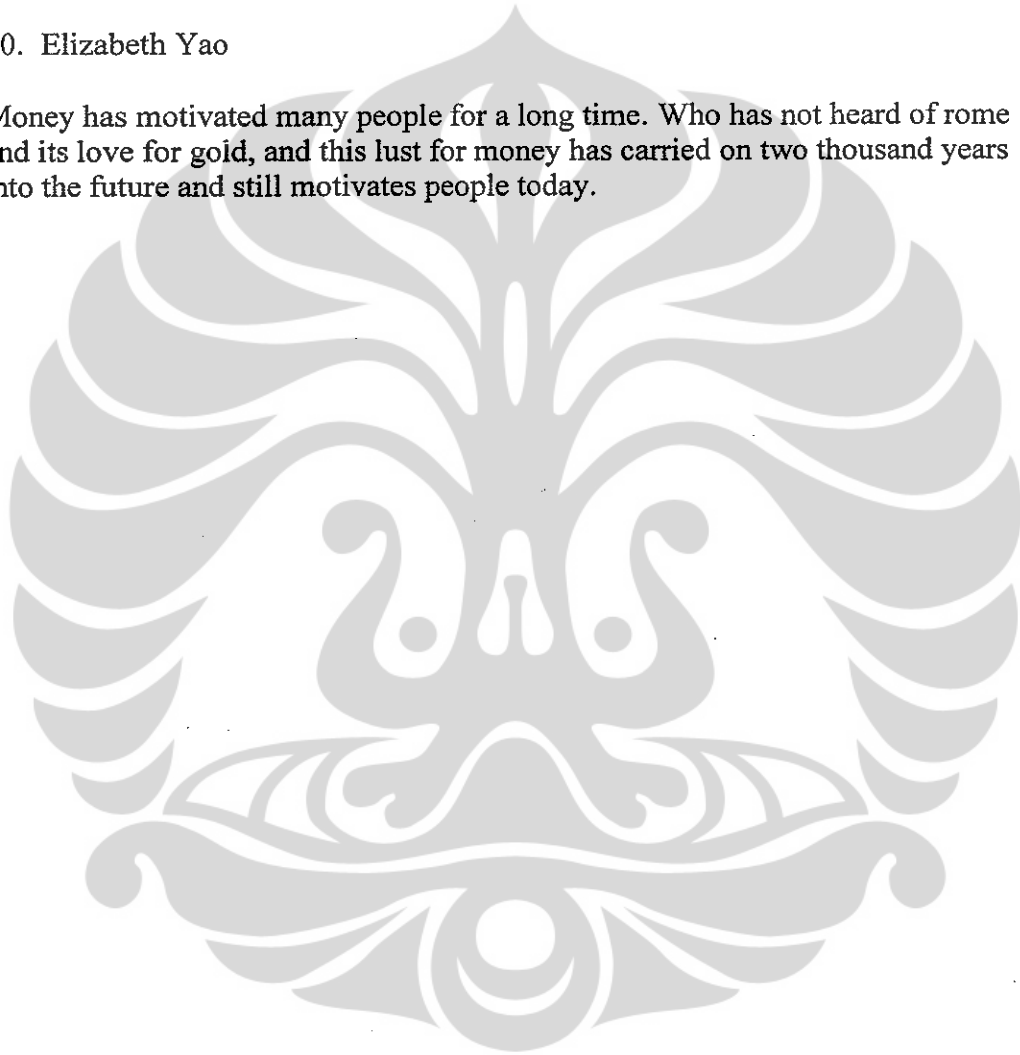 0. Elizabeth Yao
Money has motivated many people for a long time. Who has not heard of rome
nd its love for gold, and this lust for money has carried on two thousand years
nto the future and still motivates people today.